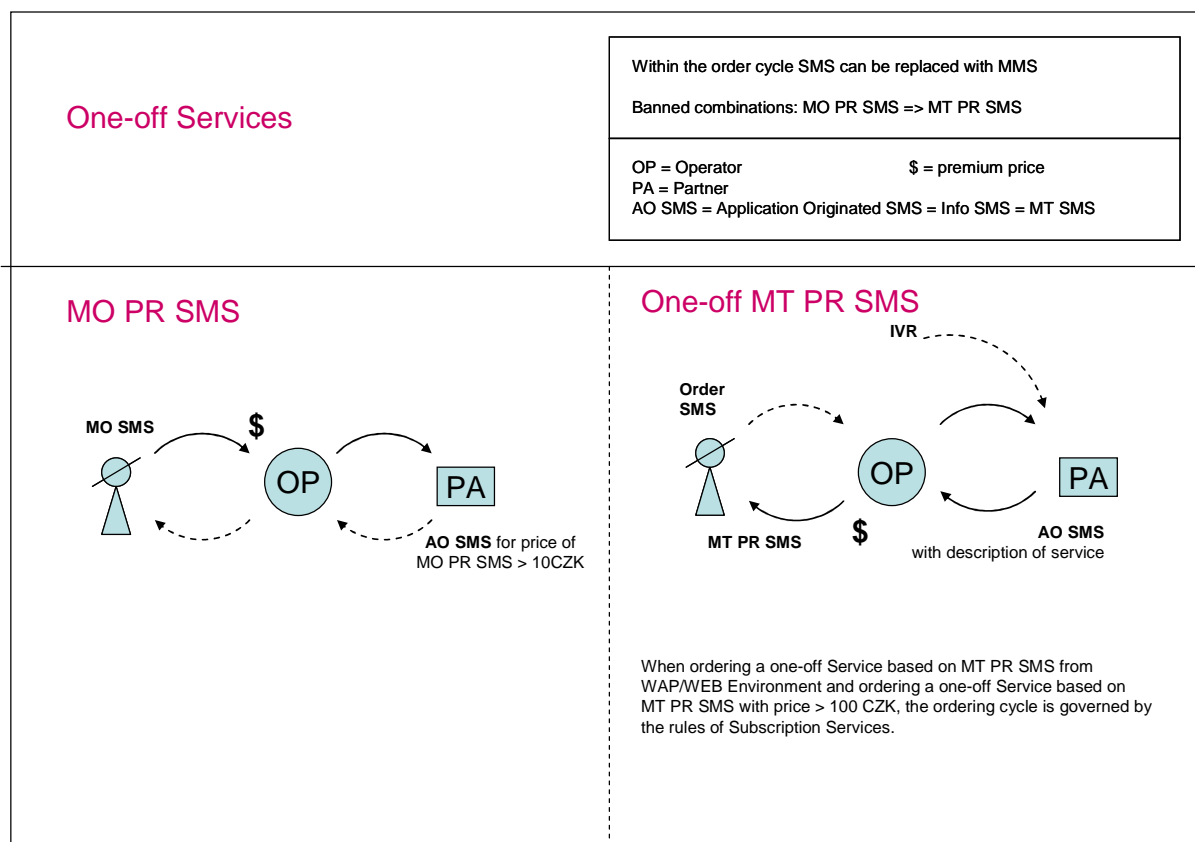 One-off Services
Within the order cycle SMS can be replaced with MMS
Banned combinations: MO PR SMS => MT PR SMS
OP = Operator $ = premium price
PA = Partner
AO SMS = Application Originated SMS = Info SMS = MT SMS
MO PR SMS
MO SMS
$
OP
PA
AO SMS for price of
MO PR SMS > 10CZK
One-off MT PR SMS
IVR
Order
SMS
OP
PA
MT PR SMS
$
AO SMS
with description of service
When ordering a one-off Service based on MT PR SMS from
WAP/WEB Environment and ordering a one-off Service based on
MT PR SMS with price > 100 CZK, the ordering cycle is governed by
the rules of Subscription Services.